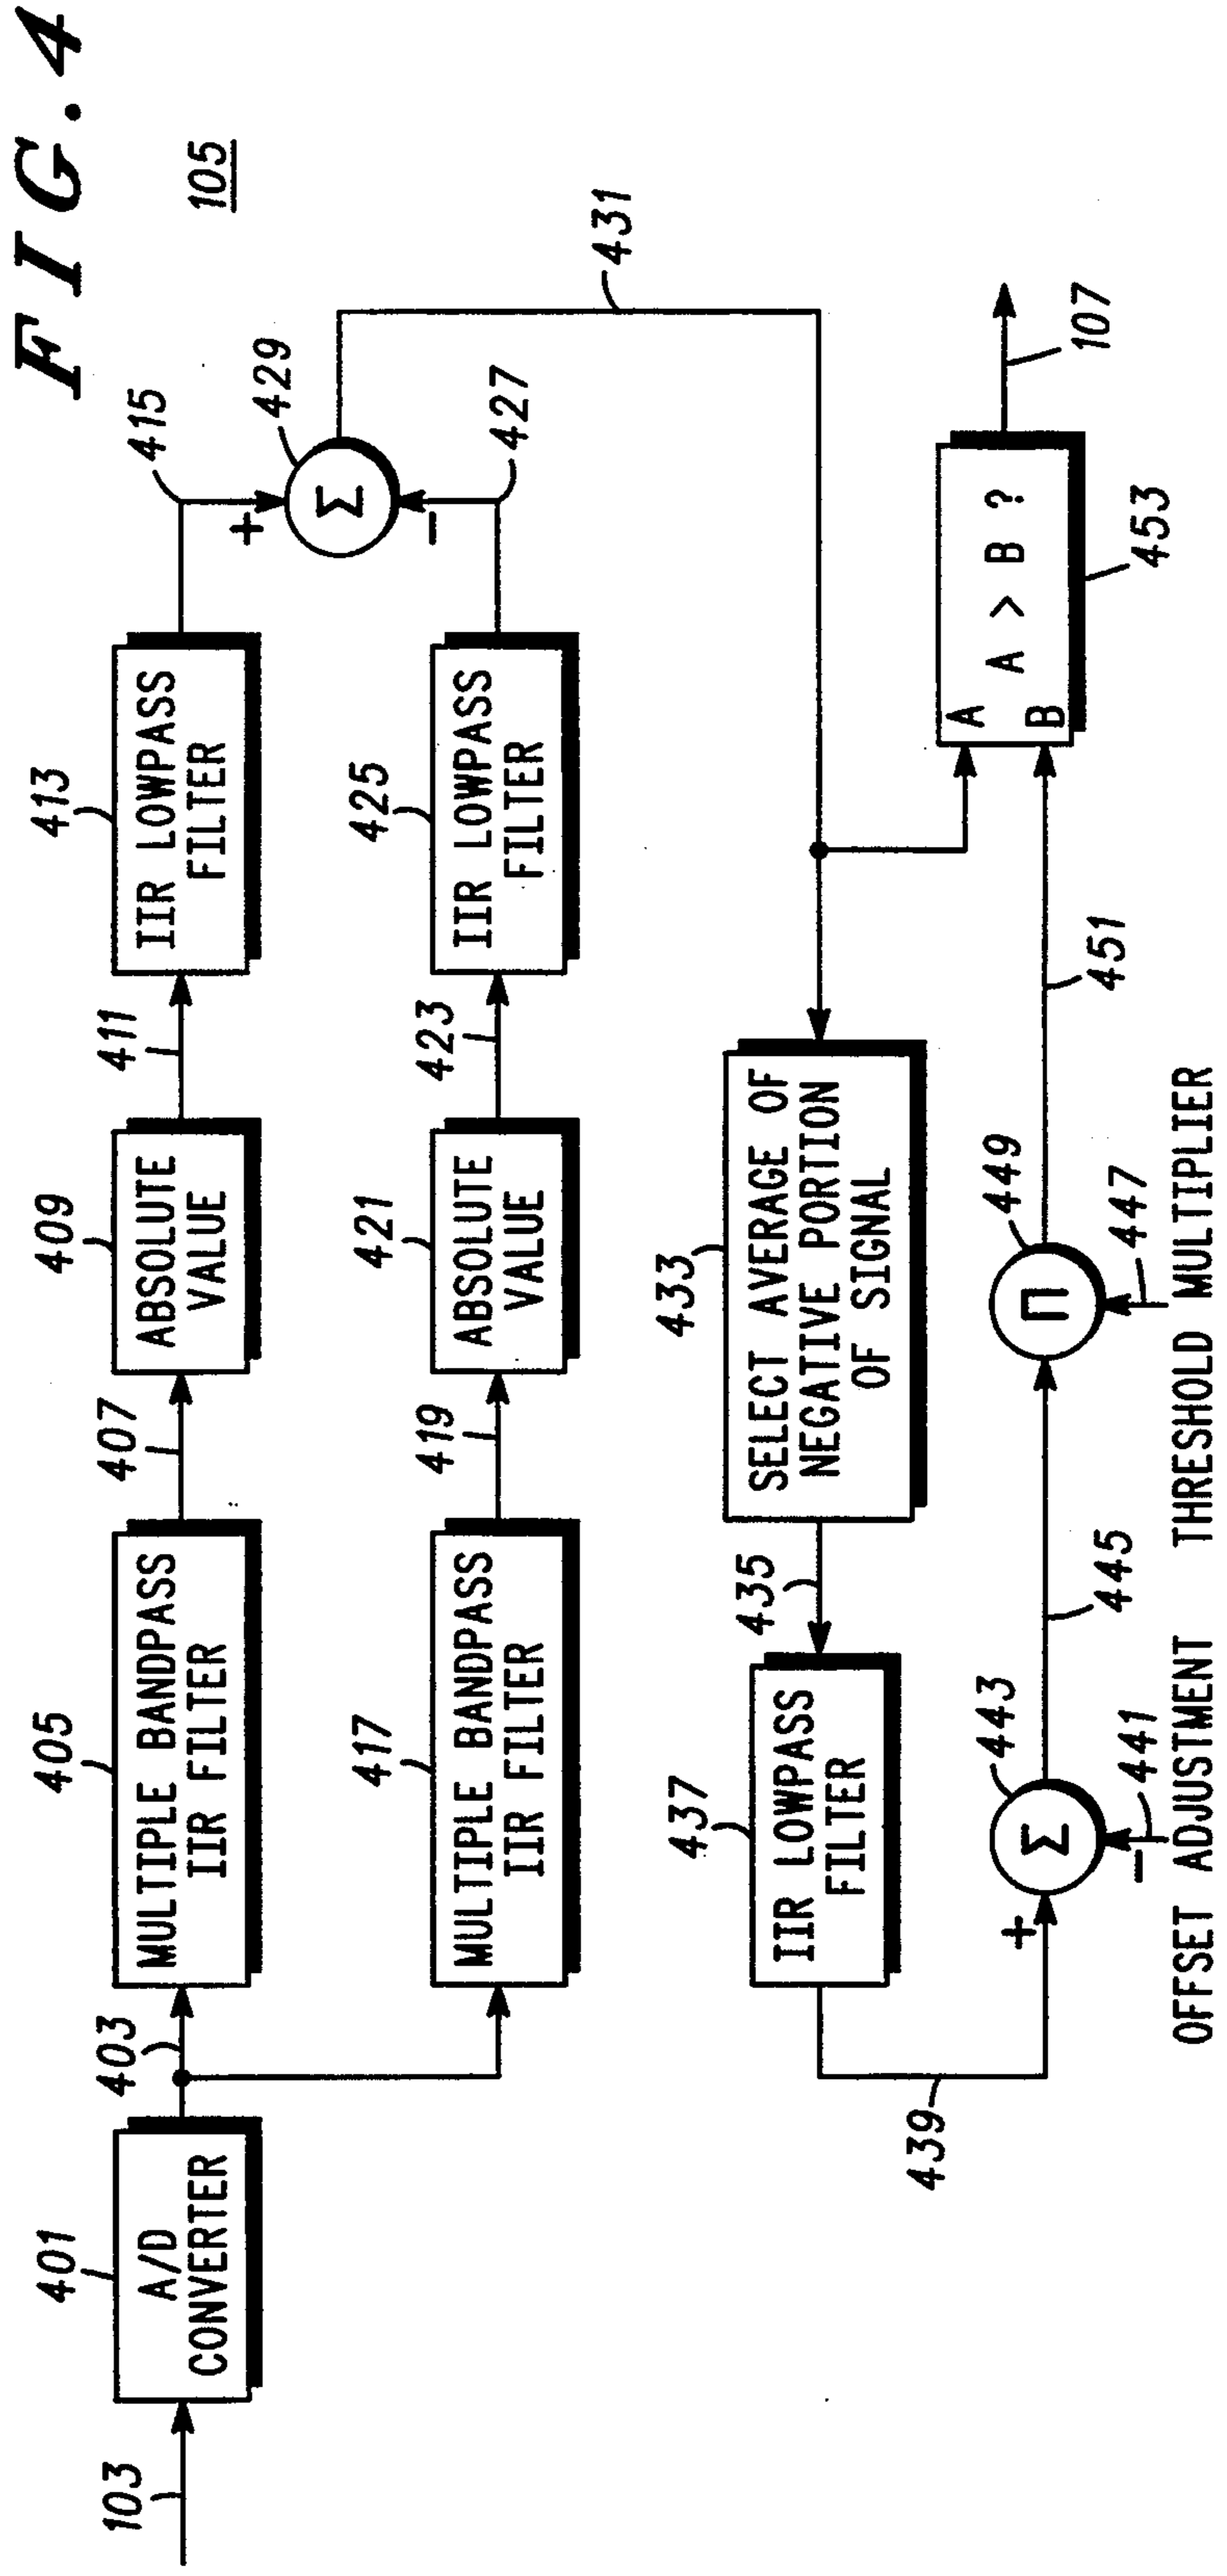 FIG.4
105
103
401
A/D
CONVERTER
403
405
MULTIPLE BANDPASS
IIR FILTER
407
409
ABSOLUTE
VALUE
411
413
IIR LOWPASS
FILTER
415
+
Σ
429
417
MULTIPLE BANDPASS
IIR FILTER
419
421
ABSOLUTE
VALUE
423
425
IIR LOWPASS
FILTER
427
−
431
433
SELECT AVERAGE OF
NEGATIVE PORTION
OF SIGNAL
435
437
IIR LOWPASS
FILTER
439
+
Σ
443
−
441
OFFSET ADJUSTMENT
445
Π
449
447
THRESHOLD MULTIPLIER
451
A
B
A > B ?
453
107